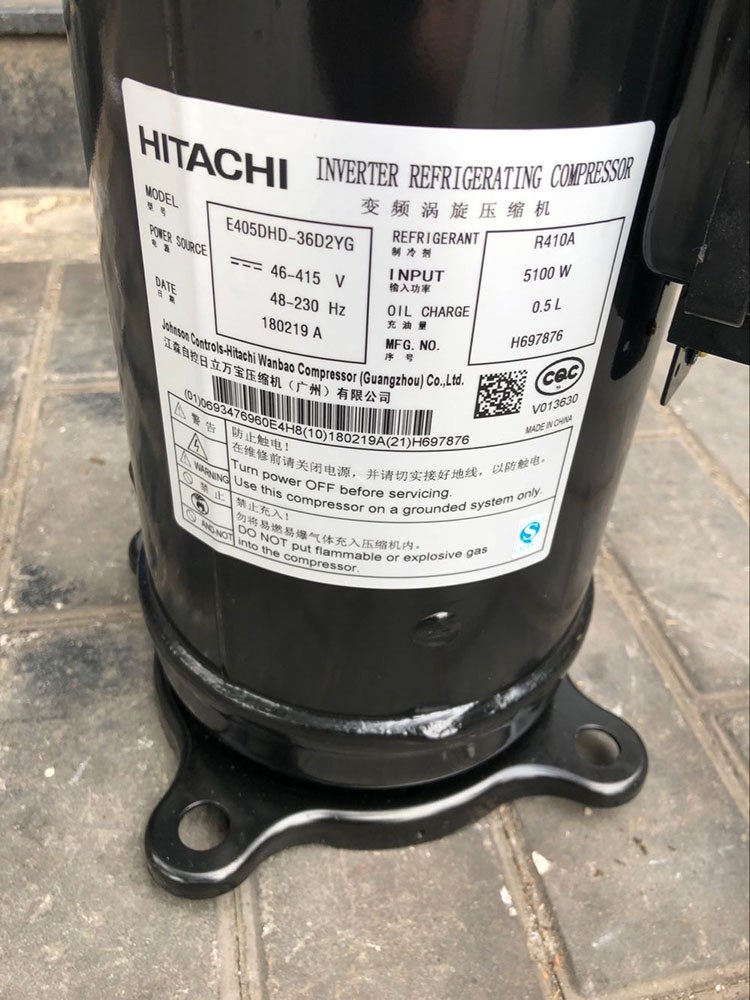 HITACHI INVERTER REFRIGERATING COMPRESSOR
变频涡旋压缩机
MODEL
型号
E405DHD-36D2YG
POWER SOURCE
电源
46-415 V
48-230 Hz
DATE
日期
180219 A
REFRIGERANT
制冷剂
R410A
INPUT
输入功率
5100 W
OIL CHARGE
充油量
0.5 L
MFG. NO.
序号
H697876
Johnson Controls-Hitachi Wanbao Compressor (Guangzhou) Co.,Ltd.
江森自控日立万宝压缩机（广州）有限公司
(01)0693476960E4H8(10)180219A(21)H697876
CQC
V013630
MADE IN CHINA
警告
WARNING
防止触电！
在维修前请关闭电源，并请切实接好地线，以防触电。
Turn power OFF before servicing.
Use this compressor on a grounded system only.
禁止
AND-NOT
禁止充入！
勿将易燃易爆气体充入压缩机内。
DO NOT put flammable or explosive gas
into the compressor.
S